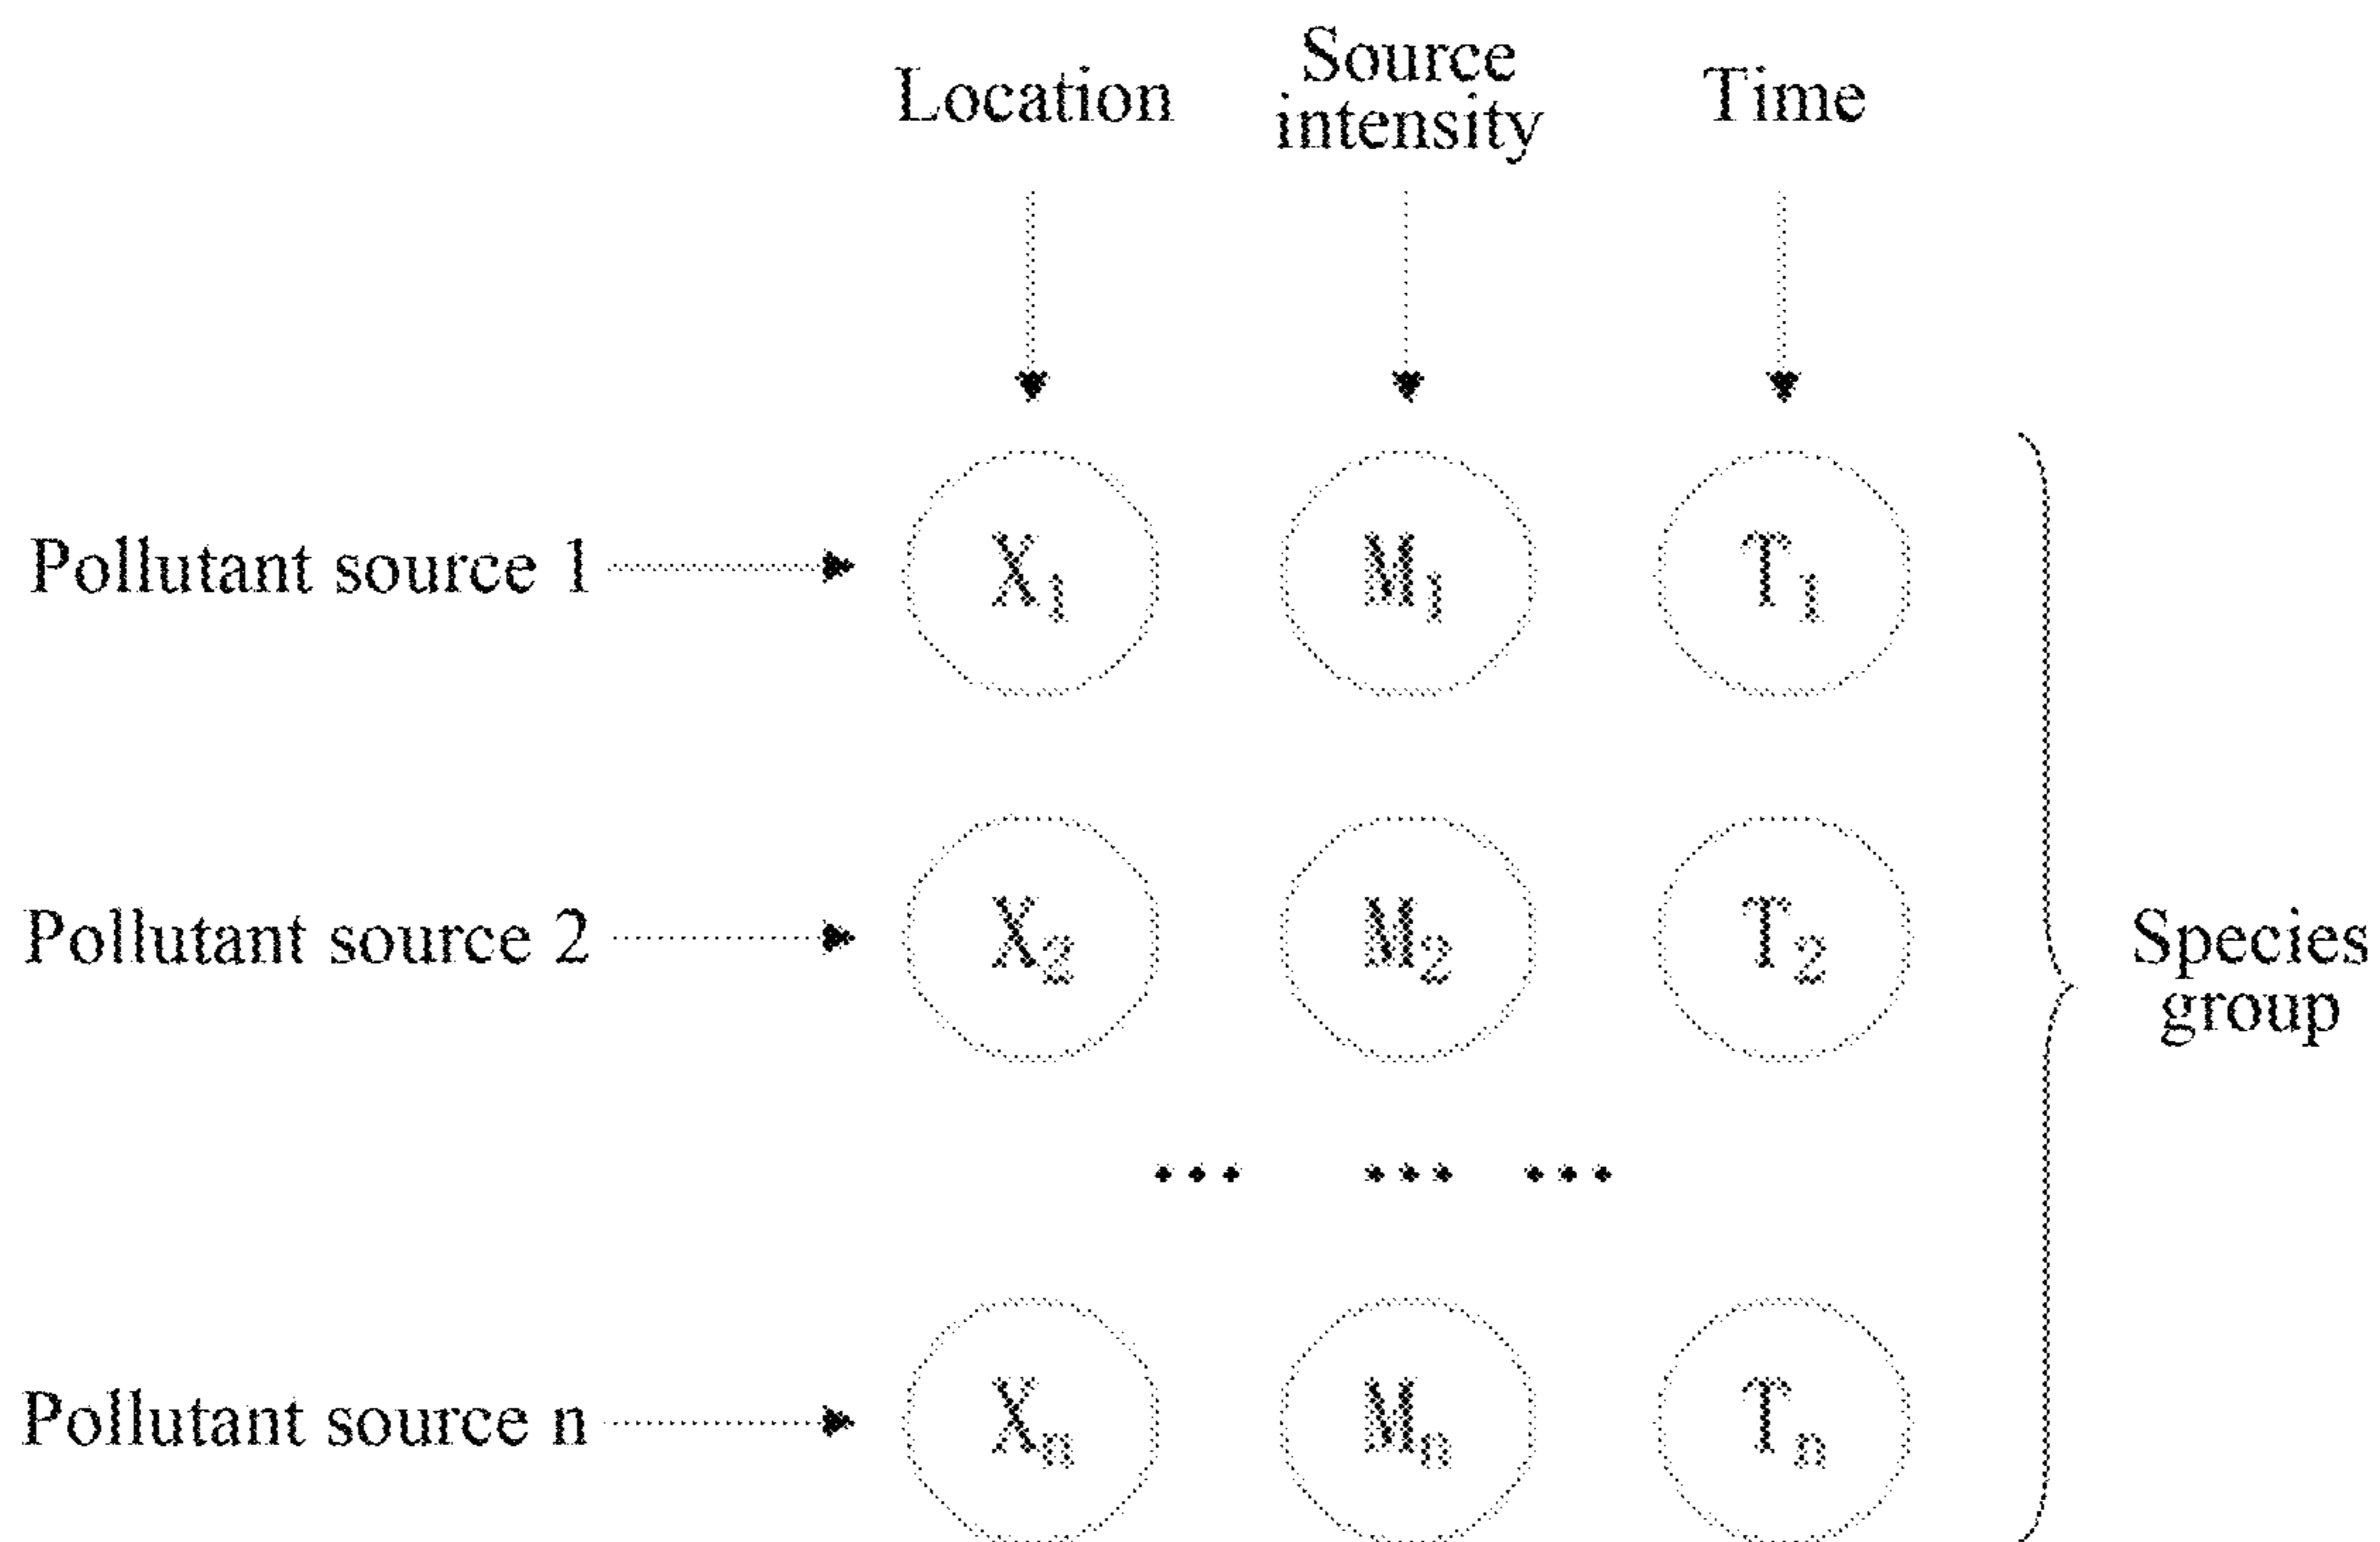 Location Source intensity Time
Pollutant source 1 X₁ M₁ T₁
Pollutant source 2 X₂ M₂ T₂
Species group
... ... ...
Pollutant source n Xₙ Mₙ Tₙ